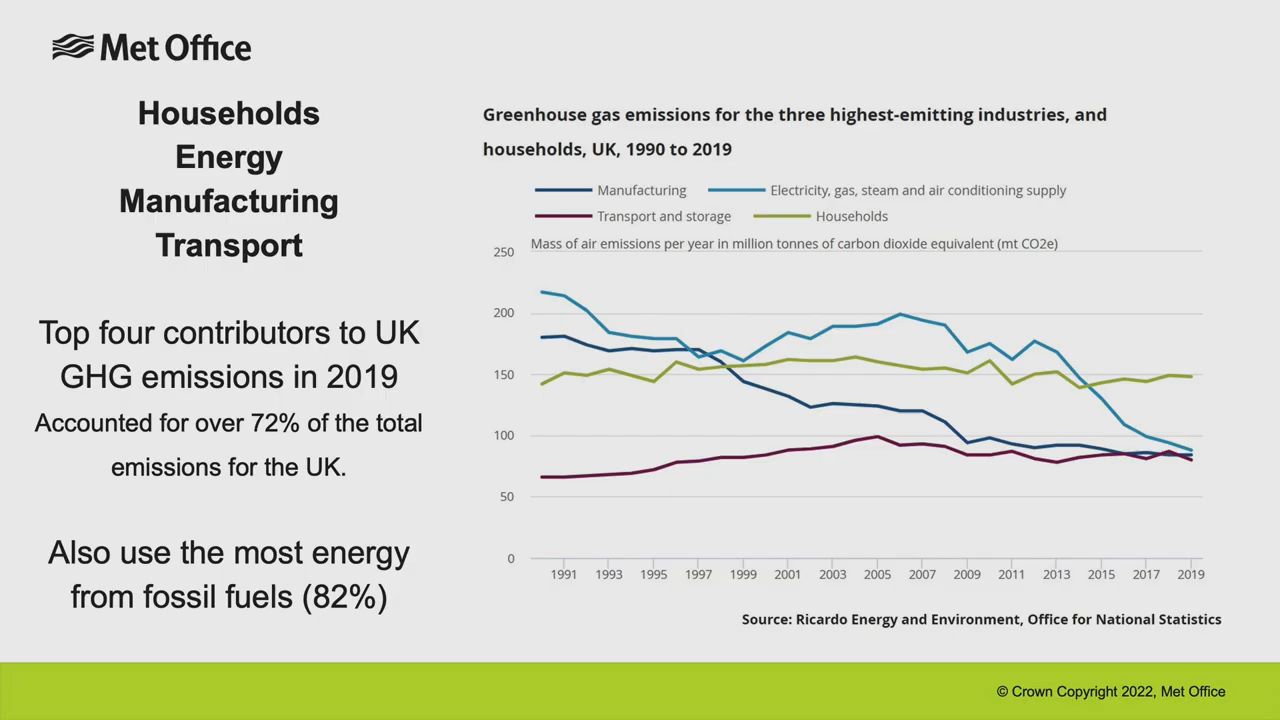 Met Office
Households
Energy
Manufacturing
Transport
Top four contributors to UK
GHG emissions in 2019
Accounted for over 72% of the total
emissions for the UK.
Also use the most energy
from fossil fuels (82%)
Greenhouse gas emissions for the three highest-emitting industries, and
households, UK, 1990 to 2019
Manufacturing Electricity, gas, steam and air conditioning supply
Transport and storage Households
Mass of air emissions per year in million tonnes of carbon dioxide equivalent (mt CO2e)
250
200
150
100
50
0
1991 1993 1995 1997 1999 2001 2003 2005 2007 2009 2011 2013 2015 2017 2019
Source: Ricardo Energy and Environment, Office for National Statistics
© Crown Copyright 2022, Met Office